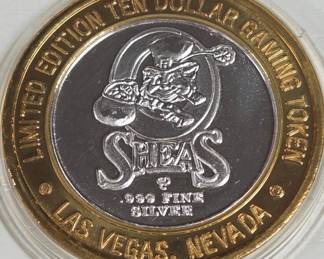 LIMITED EDITION TEN DOLLAR GAMING TOKEN
O'SHEAS
.999 FINE
SILVER
• LAS VEGAS, NEVADA •